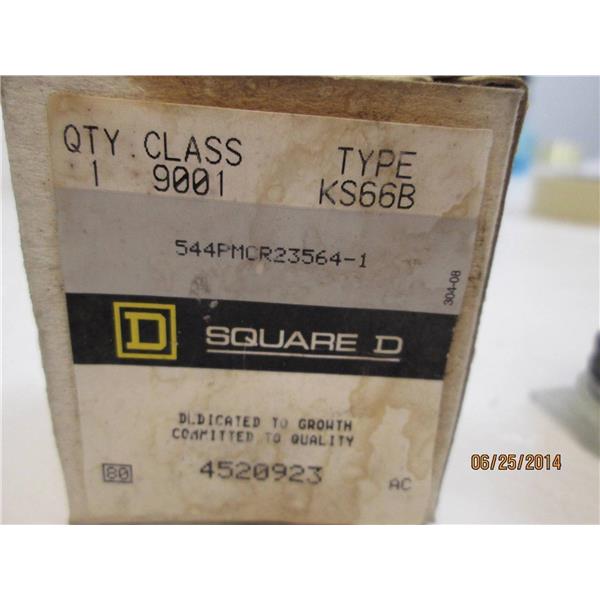 QTY CLASS TYPE
1 9001 KS66B
544PMCR23564-1
304-08
D SQUARE D
DEDICATED TO GROWTH
COMMITTED TO QUALITY
80 4520923 AC
06/25/2014